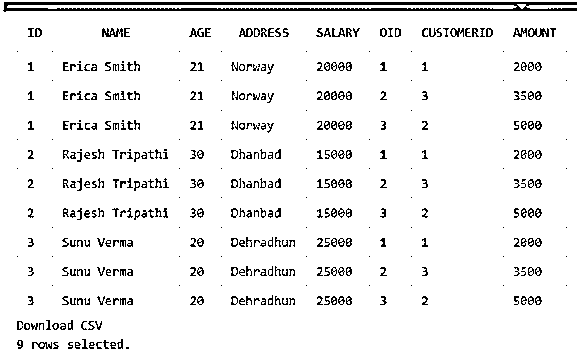 ID NAME AGE ADDRESS SALARY OID CUSTOMERID AMOUNT
1 Erica Smith 21 Norway 20000 1 1 2000
1 Erica Smith 21 Norway 20000 2 3 3500
1 Erica Smith 21 Norway 20000 3 2 5000
2 Rajesh Tripathi 30 Dhanbad 15000 1 1 2000
2 Rajesh Tripathi 30 Dhanbad 15000 2 3 3500
2 Rajesh Tripathi 30 Dhanbad 15000 3 2 5000
3 Sunu Verma 20 Dehradhun 25000 1 1 2000
3 Sunu Verma 20 Dehradhun 25000 2 3 3500
3 Sunu Verma 20 Dehradhun 25000 3 2 5000
Download CSV
9 rows selected.